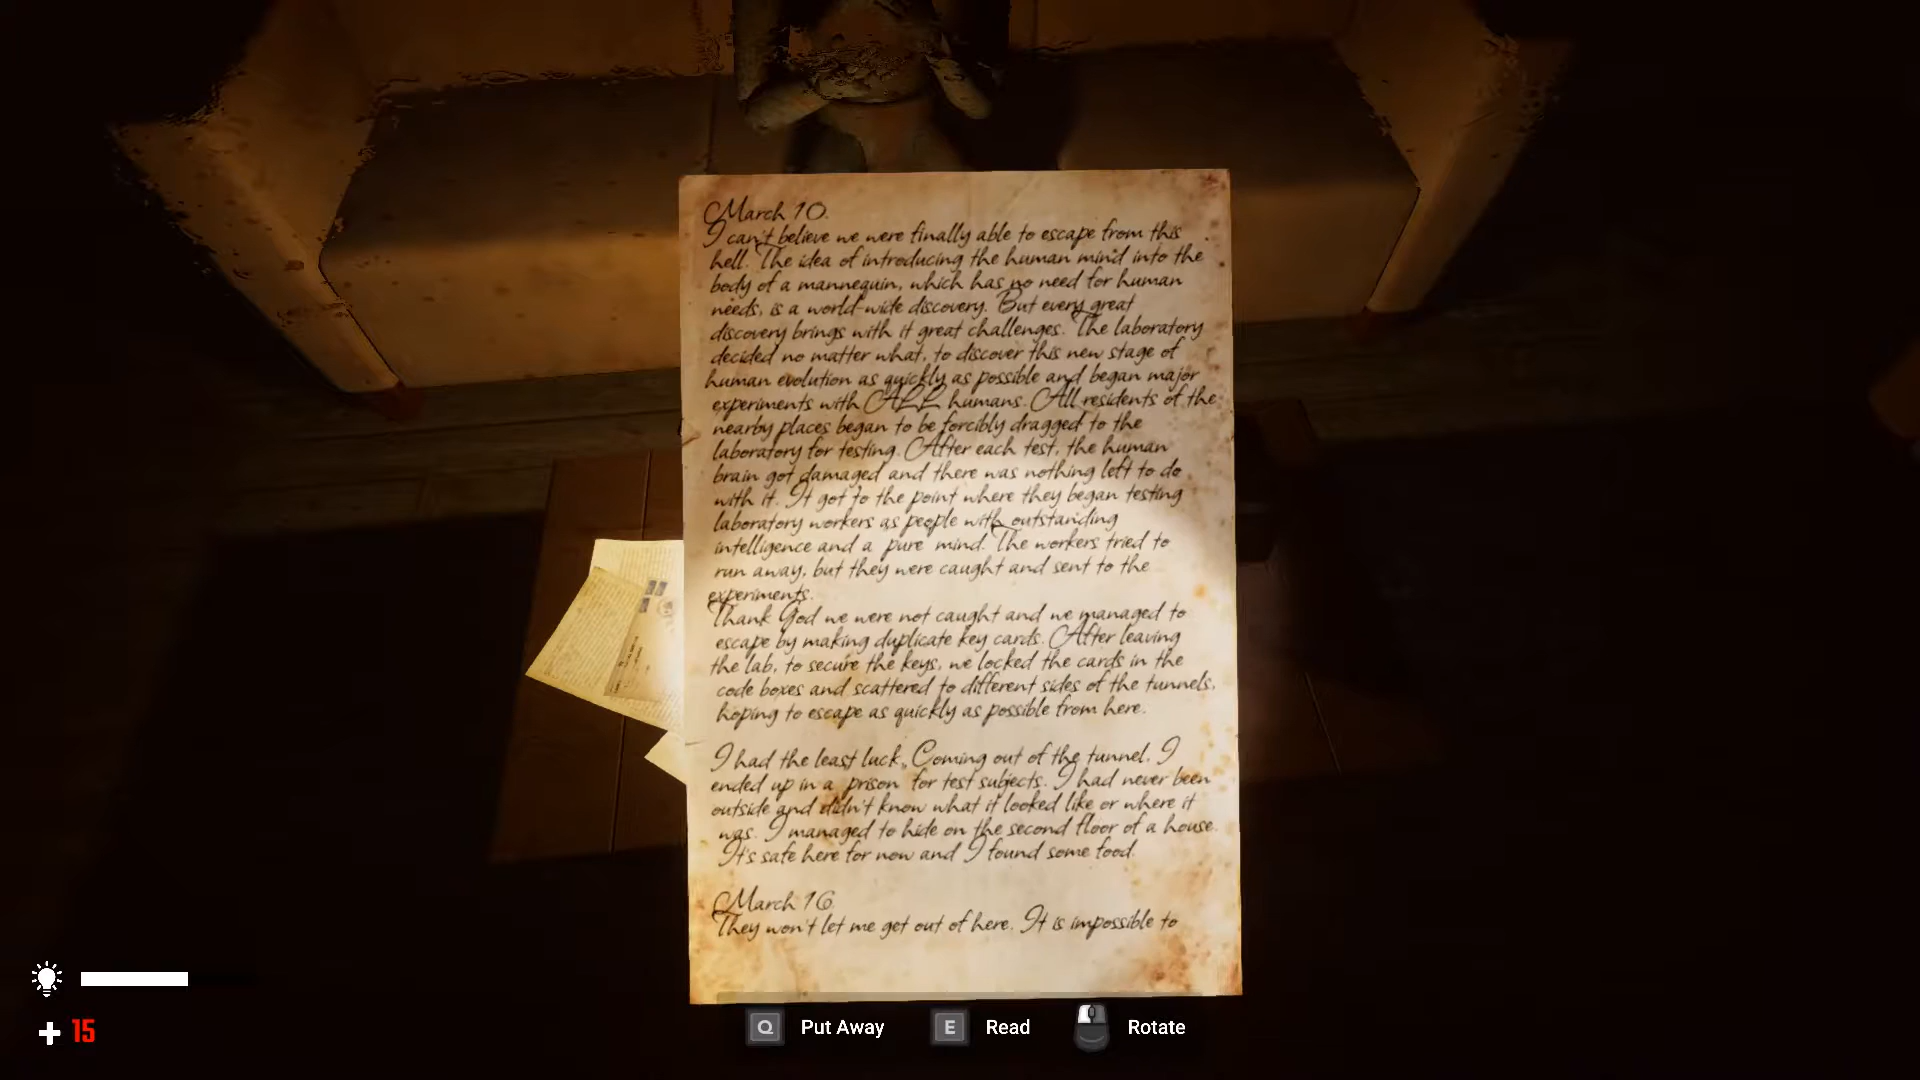 March 10.
I can't believe we were finally able to escape from this
hell. The idea of introducing the human mind into the
body of a mannequin, which has no need for human
needs, is a world-wide discovery. But every great
discovery brings with it great challenges. The laboratory
decided no matter what, to discover this new stage of
human evolution as quickly as possible and began major
experiments with ALL humans. All residents of the
nearby places began to be forcibly dragged to the
laboratory for testing. After each test, the human
brain got damaged and there was nothing left to do
with it. It got to the point where they began testing
laboratory workers as people with outstanding
intelligence and a pure mind. The workers tried to
run away, but they were caught and sent to the
experiments.
Thank God we were not caught and we managed to
escape by making duplicate key cards. After leaving
the lab, to secure the keys, we locked the cards in the
code boxes and scattered to different sides of the tunnels,
hoping to escape as quickly as possible from here.
I had the least luck. Coming out of the tunnel, I
ended up in a prison for test subjects. I had never been
outside and didn't know what it looked like or where it
was. I managed to hide on the second floor of a house.
It's safe here for now and I found some food.
March 16.
They won't let me get out of here. It is impossible to
15
Q Put Away E Read Rotate